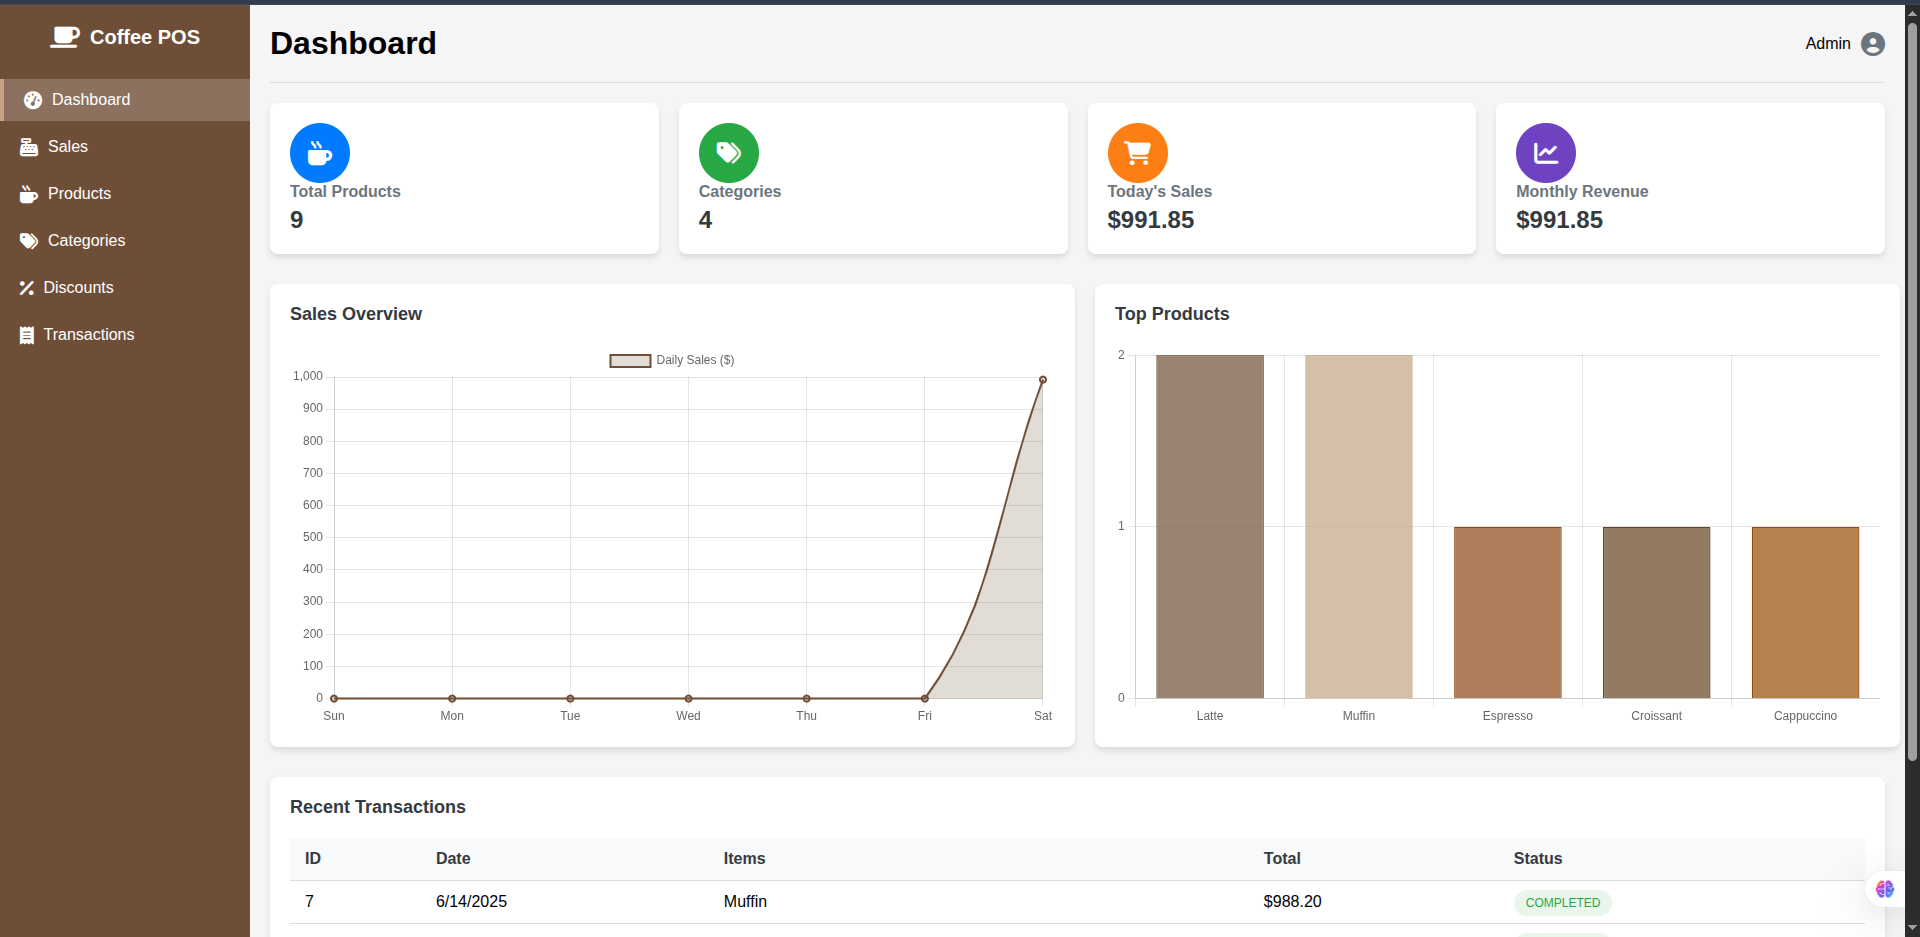 Coffee POS
Dashboard
Sales
Products
Categories
Discounts
Transactions
Dashboard
Admin
Total Products
9
Categories
4
Today's Sales
$991.85
Monthly Revenue
$991.85
Sales Overview
Daily Sales ($)
1,000
900
800
700
600
500
400
300
200
100
0
Sun Mon Tue Wed Thu Fri Sat
Top Products
2
1
0
Latte Muffin Espresso Croissant Cappuccino
Recent Transactions
ID Date Items Total Status
7 6/14/2025 Muffin $988.20 COMPLETED